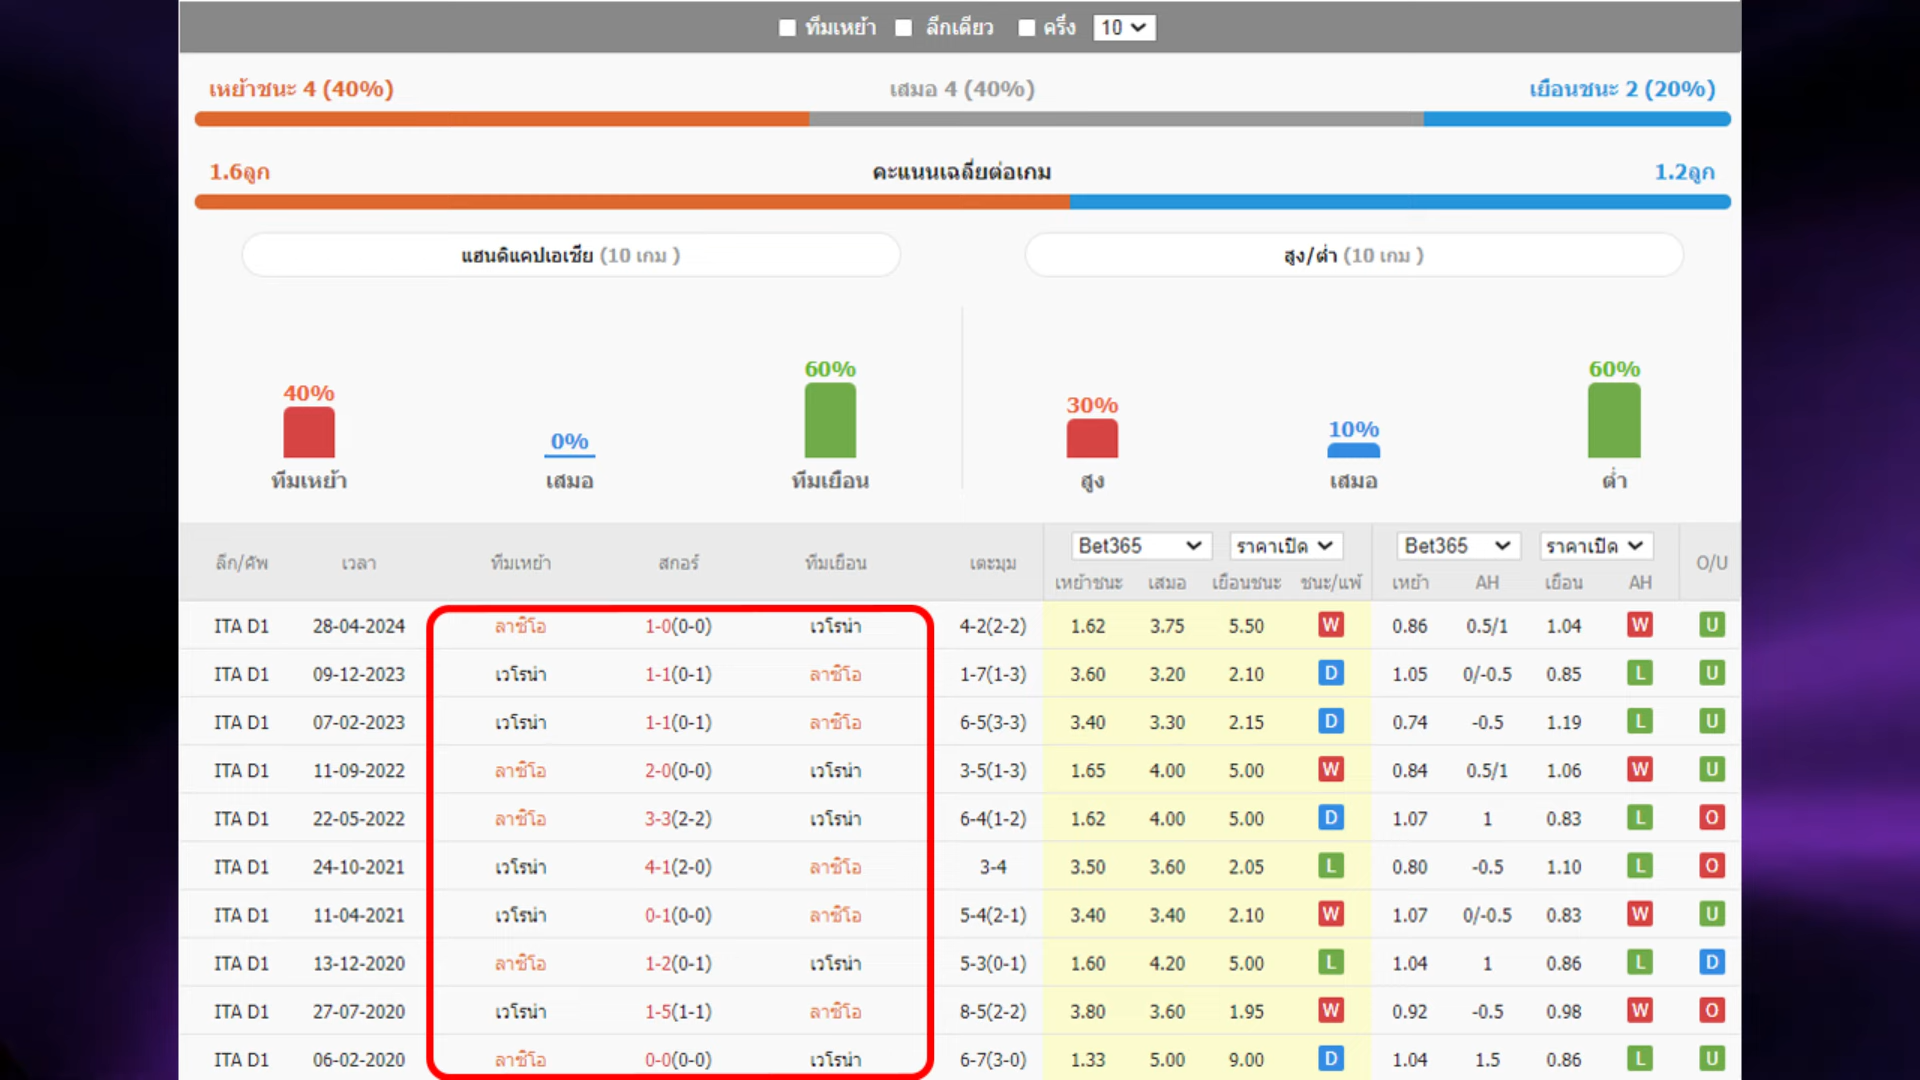 ทีมเหย้า ลีกเดียว ครึ่ง 10
เหย้าชนะ 4 (40%) เสมอ 4 (40%) เยือนชนะ 2 (20%)
1.6ลูก คะแนนเฉลี่ยต่อเกม 1.2ลูก
แฮนดิแคปเอเชีย (10 เกม ) สูง/ต่ำ (10 เกม )
40% 0% 60% 30% 10% 60%
ทีมเหย้า เสมอ ทีมเยือน สูง เสมอ ต่ำ
Bet365 ราคาเปิด Bet365 ราคาเปิด
ลีก/คัพ เวลา ทีมเหย้า สกอร์ ทีมเยือน เตะมุม O/U
เหย้าชนะ เสมอ เยือนชนะ ชนะ/แพ้ เหย้า AH เยือน AH
ITA D1 28-04-2024 ลาซิโอ 1-0(0-0) เวโรน่า 4-2(2-2) 1.62 3.75 5.50 W 0.86 0.5/1 1.04 W U
ITA D1 09-12-2023 เวโรน่า 1-1(0-1) ลาซิโอ 1-7(1-3) 3.60 3.20 2.10 D 1.05 0/-0.5 0.85 L U
ITA D1 07-02-2023 เวโรน่า 1-1(0-1) ลาซิโอ 6-5(3-3) 3.40 3.30 2.15 D 0.74 -0.5 1.19 L U
ITA D1 11-09-2022 ลาซิโอ 2-0(0-0) เวโรน่า 3-5(1-3) 1.65 4.00 5.00 W 0.84 0.5/1 1.06 W U
ITA D1 22-05-2022 ลาซิโอ 3-3(2-2) เวโรน่า 6-4(1-2) 1.62 4.00 5.00 D 1.07 1 0.83 L O
ITA D1 24-10-2021 เวโรน่า 4-1(2-0) ลาซิโอ 3-4 3.50 3.60 2.05 L 0.80 -0.5 1.10 L O
ITA D1 11-04-2021 เวโรน่า 0-1(0-0) ลาซิโอ 5-4(2-1) 3.40 3.40 2.10 W 1.07 0/-0.5 0.83 W U
ITA D1 13-12-2020 ลาซิโอ 1-2(0-1) เวโรน่า 5-3(0-1) 1.60 4.20 5.00 L 1.04 1 0.86 L D
ITA D1 27-07-2020 เวโรน่า 1-5(1-1) ลาซิโอ 8-5(2-2) 3.80 3.60 1.95 W 0.92 -0.5 0.98 W O
ITA D1 06-02-2020 ลาซิโอ 0-0(0-0) เวโรน่า 6-7(3-0) 1.33 5.00 9.00 D 1.04 1.5 0.86 L U